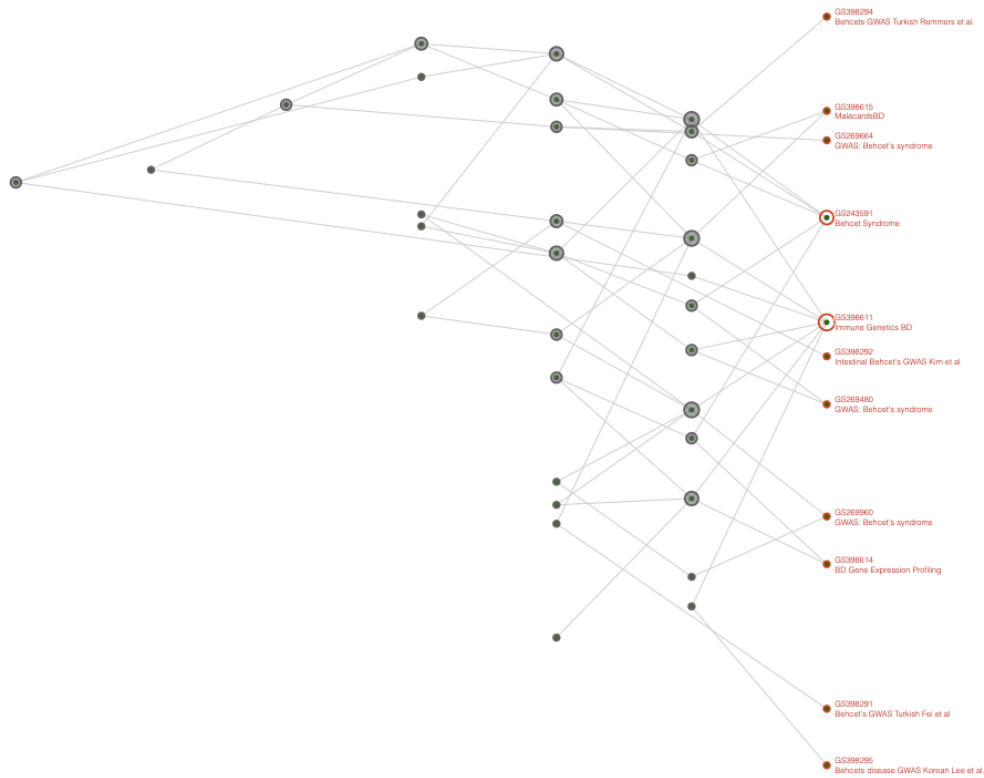 GS398294
Behcets GWAS Turkish Remmers et al.
GS398615
MalacardsBD
GS269664
GWAS: Behcet's syndrome
GS243591
Behcet Syndrome
GS398611
Immune Genetics BD
GS398292
Intestinal Behcet's GWAS Kim et al
GS269480
GWAS: Behcet's syndrome
GS269960
GWAS: Behcet's syndrome
GS398614
BD Gene Expression Profiling
GS398291
Behcet's GWAS Turkish Fei et al
GS398295
Behcets disease GWAS Korean Lee et al.